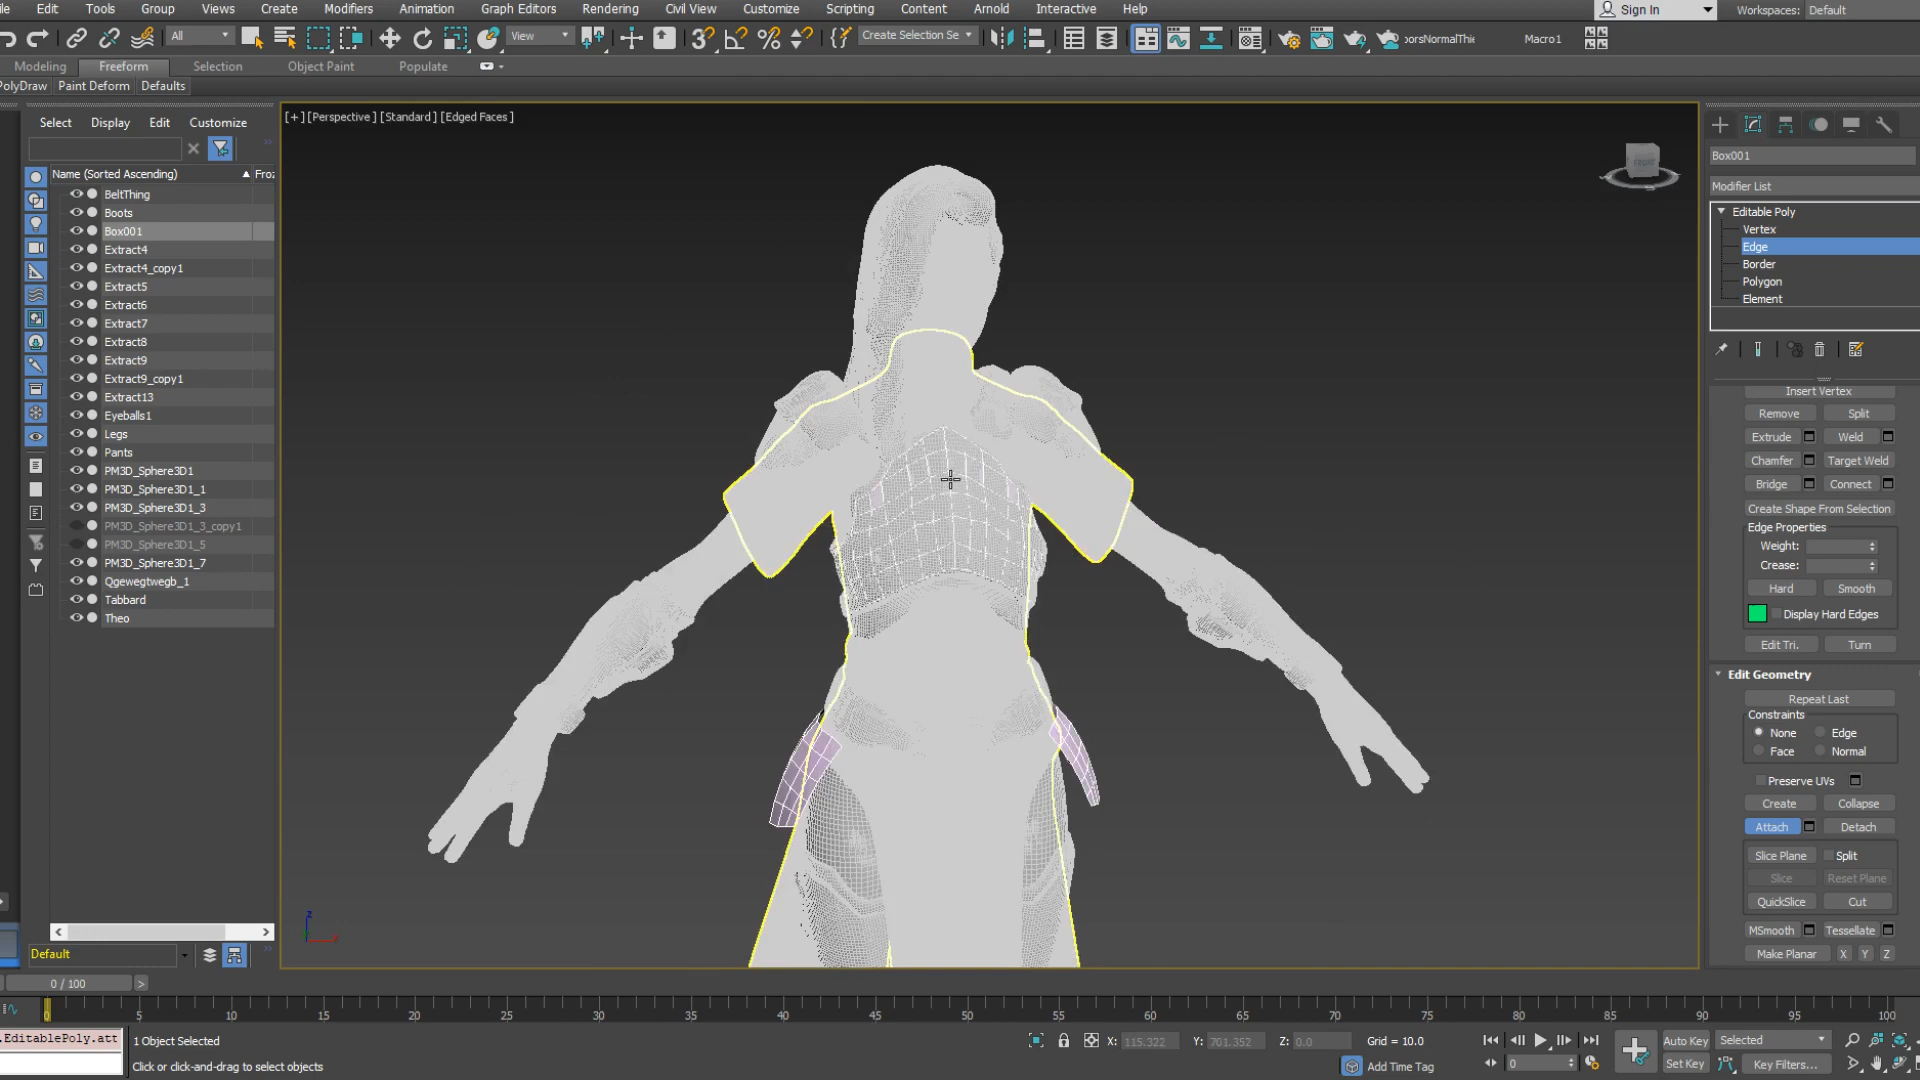 Edit Tools Group Views Create Modifiers Animation Graph Editors Rendering Civil View Customize Scripting Content Arnold Interactive Help Sign In Workspaces: Default
All View Create Selection Se Macro1
Modeling Freeform Selection Object Paint Populate
PolyDraw Paint Deform Defaults
Select Display Edit Customize
[+] [Perspective ] [Standard ] [Edged Faces ]
Name (Sorted Ascending) Fro
BeltThing
Boots
Box001
Extract4
Extract4_copy1
Extract5
Extract6
Extract7
Extract8
Extract9
Extract9_copy1
Extract13
Eyeballs1
Legs
Pants
PM3D_Sphere3D1
PM3D_Sphere3D1_1
PM3D_Sphere3D1_3
PM3D_Sphere3D1_3_copy1
PM3D_Sphere3D1_5
PM3D_Sphere3D1_7
Qgewegtwegb_1
Tabbard
Theo
Default
FRONT
Box001
Modifier List
Editable Poly
Vertex
Edge
Border
Polygon
Element
Insert Vertex
Remove Split
Extrude Weld
Chamfer Target Weld
Bridge Connect
Create Shape From Selection
Edge Properties
Weight:
Crease:
Hard Smooth
Display Hard Edges
Edit Tri. Turn
Edit Geometry
Repeat Last
Constraints
None Edge
Face Normal
Preserve UVs
Create Collapse
Attach Detach
Slice Plane Split
Slice Reset Plane
QuickSlice Cut
MSmooth Tessellate
Make Planar X Y Z
z
0 / 100 >
0 5 10 15 20 25 30 35 40 45 50 55 60 65 70 75 80 85 90 95 100
.EditablePoly.att 1 Object Selected X: 115.322 Y: 701.352 Z: 0.0 Grid = 10.0 Auto Key Selected
Click or click-and-drag to select objects Add Time Tag 0 Set Key Key Filters...